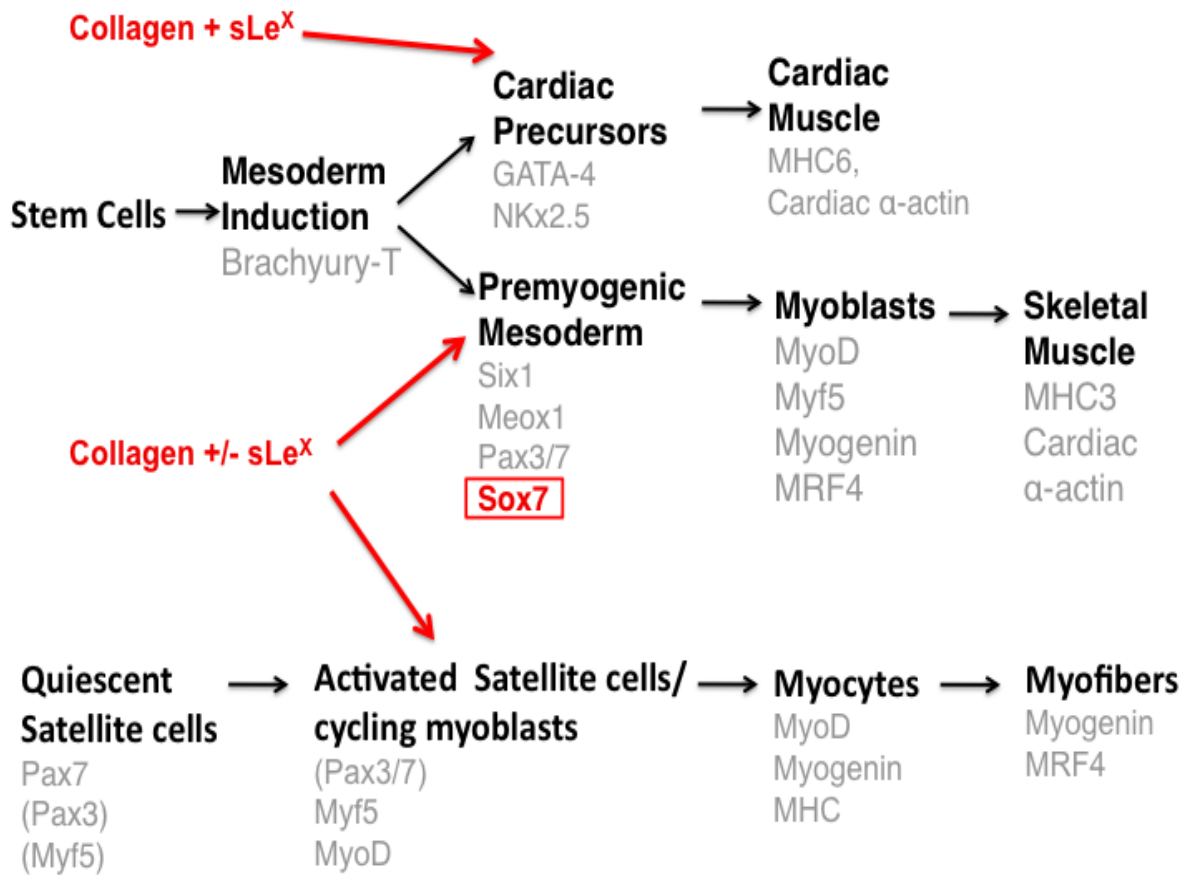 Collagen + sLeX
Cardiac
Precursors
GATA-4
NKx2.5
Cardiac
Muscle
MHC6,
Cardiac α-actin
Stem Cells
Mesoderm
Induction
Brachyury-T
Premyogenic
Mesoderm
Six1
Meox1
Pax3/7
Sox7
Myoblasts
MyoD
Myf5
Myogenin
MRF4
Skeletal
Muscle
MHC3
Cardiac
α-actin
Collagen +/- sLeX
Quiescent
Satellite cells
Pax7
(Pax3)
(Myf5)
Activated Satellite cells/
cycling myoblasts
(Pax3/7)
Myf5
MyoD
Myocytes
MyoD
Myogenin
MHC
Myofibers
Myogenin
MRF4